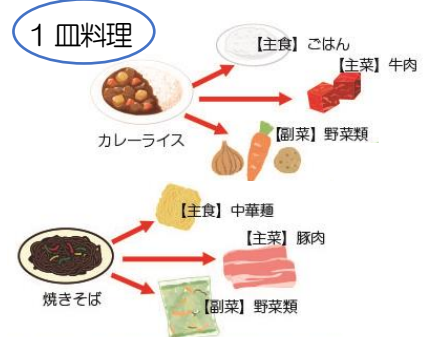 1皿料理
【主食】ごはん
【主菜】牛肉
カレーライス
【副菜】野菜類
【主食】中華麺
【主菜】豚肉
焼きそば
【副菜】野菜類